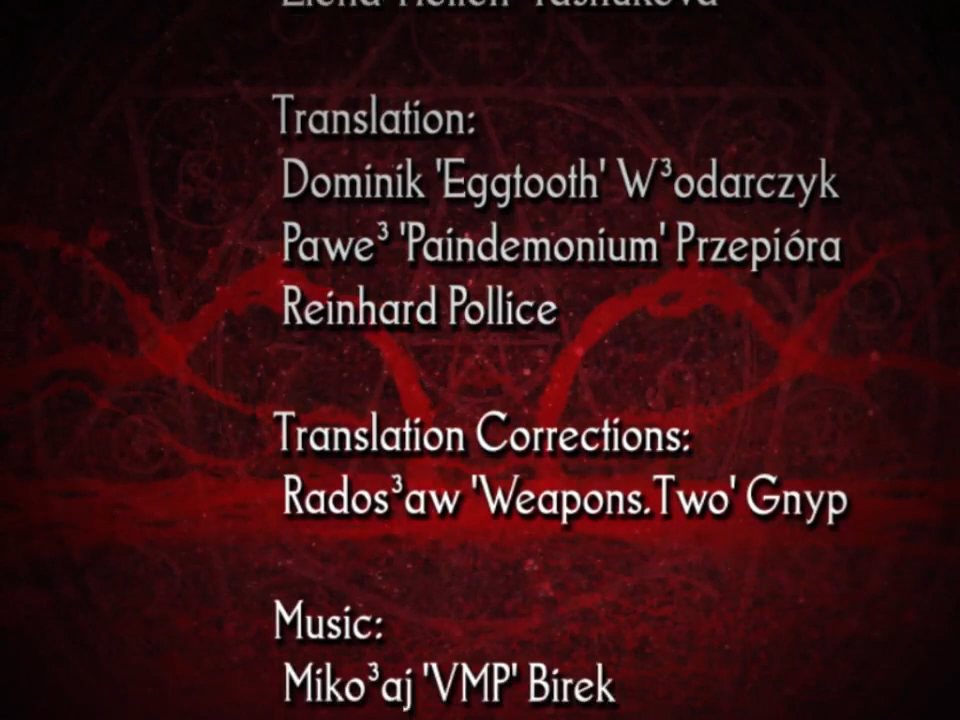 Translation:
Dominik 'Eggtooth' W³odarczyk
Pawe³ 'Paindemonium' Przepióra
Reinhard Pollice
Translation Corrections:
Rados³aw 'Weapons.Two' Gnyp
Music:
Miko³aj 'VMP' Birek